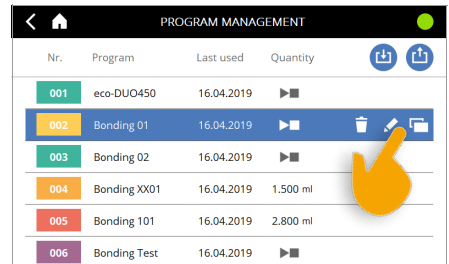 PROGRAM MANAGEMENT
Nr. Program Last used Quantity
001 eco-DUO450 16.04.2019
002 Bonding 01 16.04.2019
003 Bonding 02 16.04.2019
004 Bonding XX01 16.04.2019 1.500 ml
005 Bonding 101 16.04.2019 2.800 ml
006 Bonding Test 16.04.2019